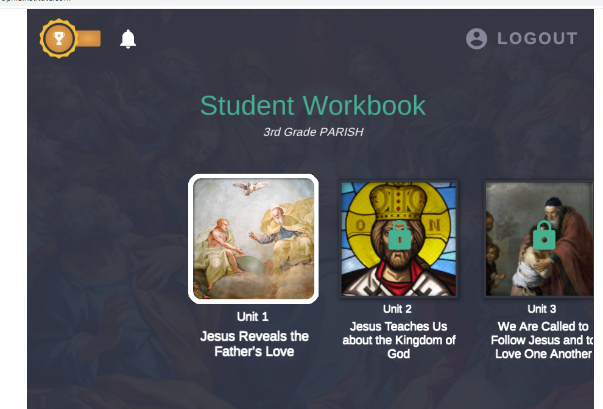 LOGOUT
Student Workbook
3rd Grade PARISH
Unit 1
Jesus Reveals the
Father's Love
Unit 2
Jesus Teaches Us
about the Kingdom of
God
Unit 3
We Are Called to
Follow Jesus and to
Love One Another